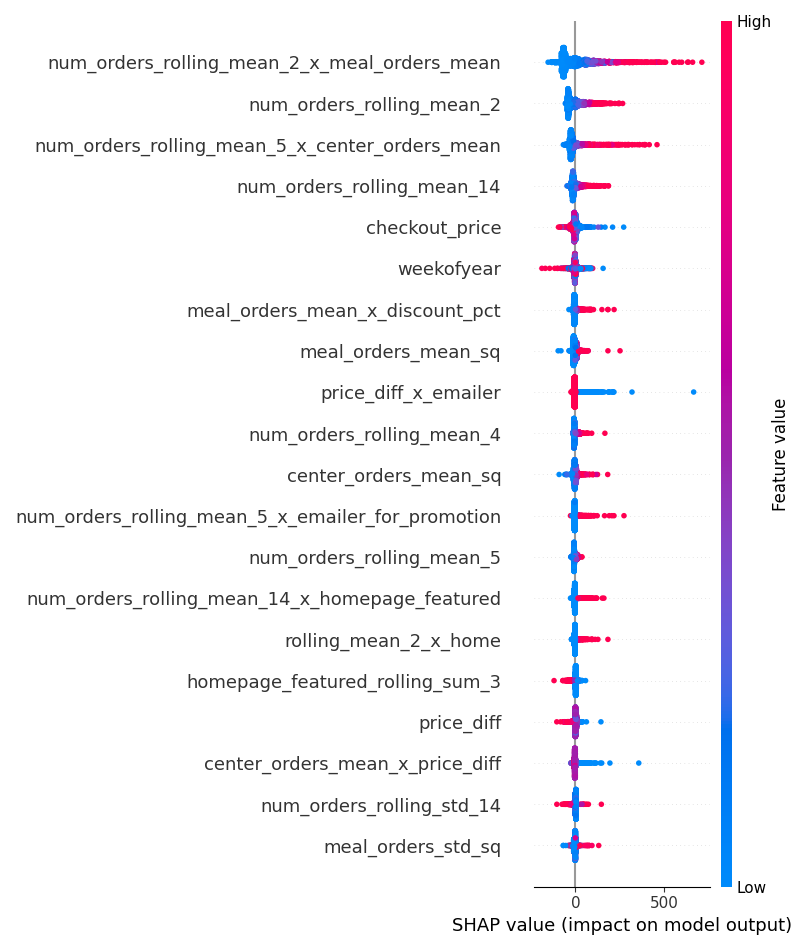 High
num_orders_rolling_mean_2_x_meal_orders_mean
num_orders_rolling_mean_2
num_orders_rolling_mean_5_x_center_orders_mean
num_orders_rolling_mean_14
checkout_price
weekofyear
meal_orders_mean_x_discount_pct
meal_orders_mean_sq
price_diff_x_emailer
num_orders_rolling_mean_4
center_orders_mean_sq
num_orders_rolling_mean_5_x_emailer_for_promotion
num_orders_rolling_mean_5
num_orders_rolling_mean_14_x_homepage_featured
rolling_mean_2_x_home
homepage_featured_rolling_sum_3
price_diff
center_orders_mean_x_price_diff
num_orders_rolling_std_14
meal_orders_std_sq
Feature value
Low
0 500
SHAP value (impact on model output)